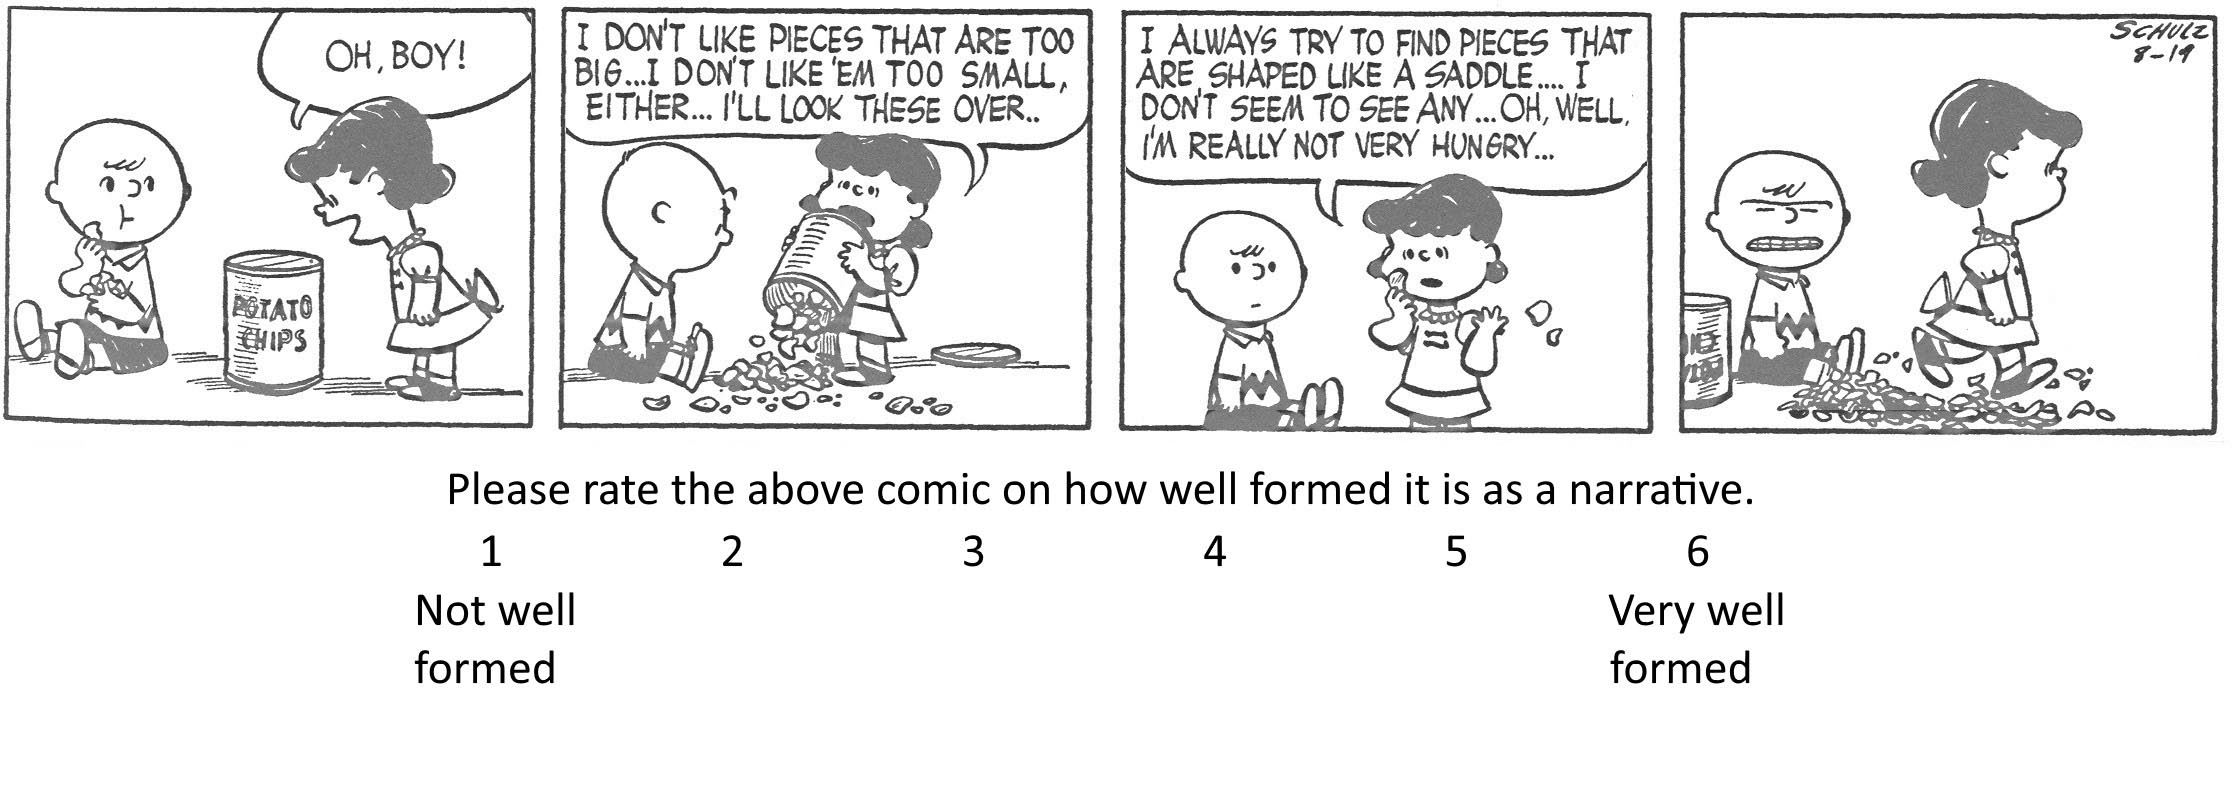 OH, BOY!
POTATO
CHIPS
I DON'T LIKE PIECES THAT ARE TOO
BIG...I DON'T LIKE 'EM TOO SMALL,
EITHER... I'LL LOOK THESE OVER..
I ALWAYS TRY TO FIND PIECES THAT
ARE SHAPED LIKE A SADDLE.... I
DON'T SEEM TO SEE ANY...OH, WELL,
I'M REALLY NOT VERY HUNGRY...
SCHULZ
8-19
Please rate the above comic on how well formed it is as a narrative.
1 2 3 4 5 6
Not well
formed
Very well
formed